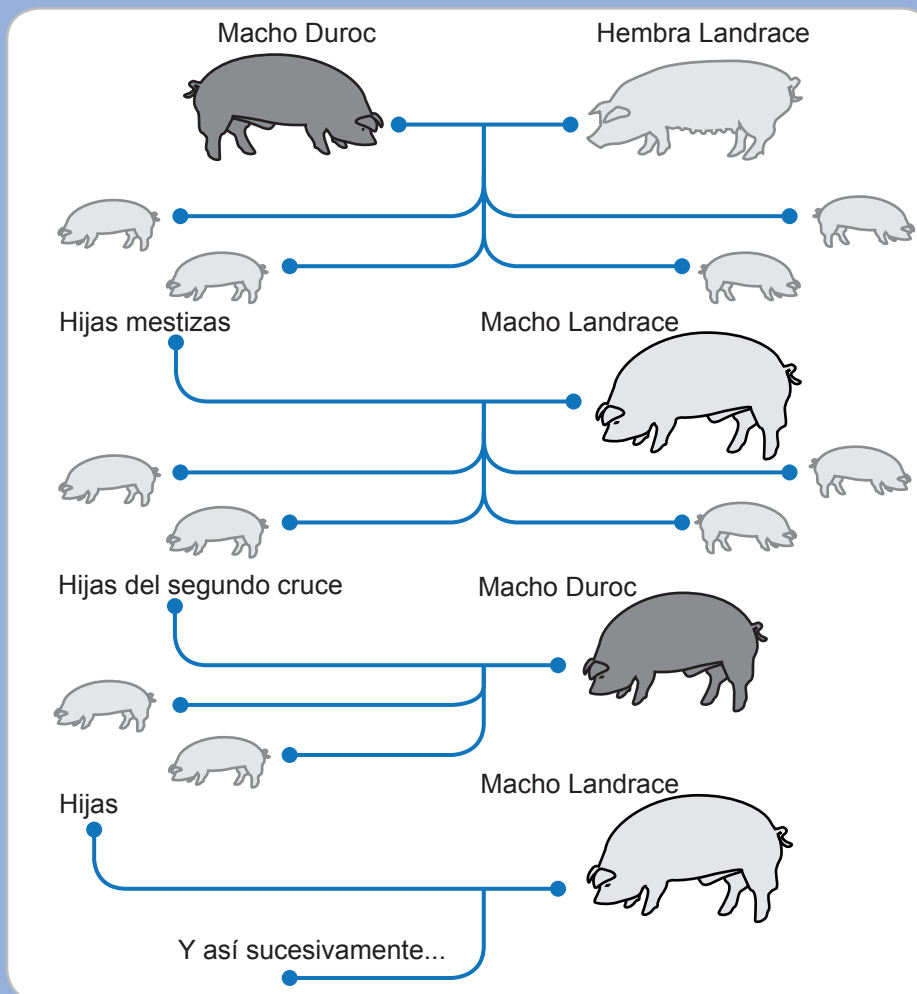 Macho Duroc
Hembra Landrace
Hijas mestizas
Macho Landrace
Hijas del segundo cruce
Macho Duroc
Macho Landrace
Hijas
Y así sucesivamente...